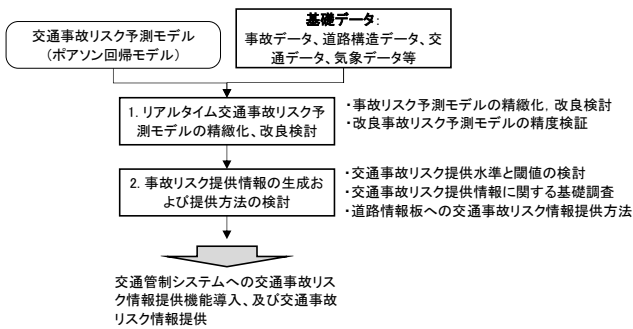 交通事故リスク予測モデル
（ポアソン回帰モデル）
基礎データ：
事故データ、道路構造データ、交
通データ、気象データ等
1. リアルタイム交通事故リスク予
測モデルの精緻化、改良検討
・事故リスク予測モデルの精緻化，改良検討
・改良事故リスク予測モデルの精度検証
2. 事故リスク提供情報の生成お
よび提供方法の検討
・交通事故リスク提供水準と閾値の検討
・交通事故リスク提供情報に関する基礎調査
・道路情報板への交通事故リスク情報提供方法
交通管制システムへの交通事故リス
ク情報提供機能導入、及び交通事故
リスク情報提供